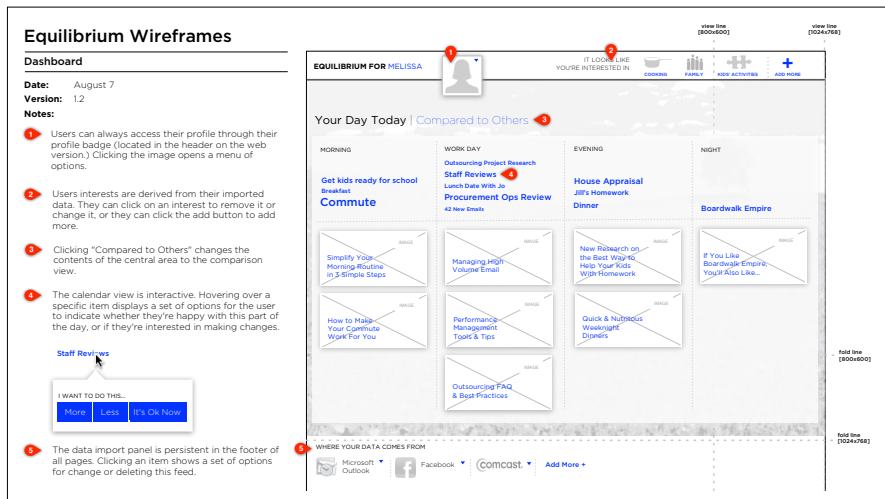 Equilibrium Wireframes
Dashboard
Date: August 7
Version: 1.2
Notes:
1 Users can always access their profile through their
profile badge (located in the header on the web
version.) Clicking the image opens a menu of
options.
2 Users interests are derived from their imported
data. They can click on an interest to remove it or
change it, or they can click the add button to add
more.
3 Clicking "Compared to Others" changes the
contents of the central area to the comparison
view.
4 The calendar view is interactive. Hovering over a
specific item displays a set of options for the user
to indicate whether they're happy with this part of
the day, or if they're interested in making changes.
Staff Reviews
I WANT TO DO THIS...
More Less It's Ok Now
5 The data import panel is persistent in the footer of
all pages. Clicking an item shows a set of options
for change or deleting this feed.
view line
[800x600]
view line
[1024x768]
EQUILIBRIUM FOR MELISSA
1
2
IT LOOKS LIKE
YOU'RE INTERESTED IN
COOKING
FAMILY
KIDS' ACTIVITIES
ADD MORE
Your Day Today | Compared to Others 3
MORNING
Get kids ready for school
Breakfast
Commute
IMAGE
Simplify Your
Morning Routine
in 3 Simple Steps
IMAGE
How to Make
Your Commute
Work For You
WORK DAY
Outsourcing Project Research
Staff Reviews 4
Lunch Date With Jo
Procurement Ops Review
42 New Emails
IMAGE
Managing High
Volume Email
IMAGE
Performance
Management
Tools & Tips
IMAGE
Outsourcing FAQ
& Best Practices
EVENING
House Appraisal
Jill's Homework
Dinner
IMAGE
New Research on
the Best Way to
Help Your Kids
With Homework
IMAGE
Quick & Nutritous
Weeknight
Dinners
NIGHT
Boardwalk Empire
IMAGE
If You Like
Boardwalk Empire,
You'll Also Like...
fold line
[800x600]
fold line
[1024x768]
5 WHERE YOUR DATA COMES FROM
Microsoft
Outlook
Facebook
comcast.
Add More +